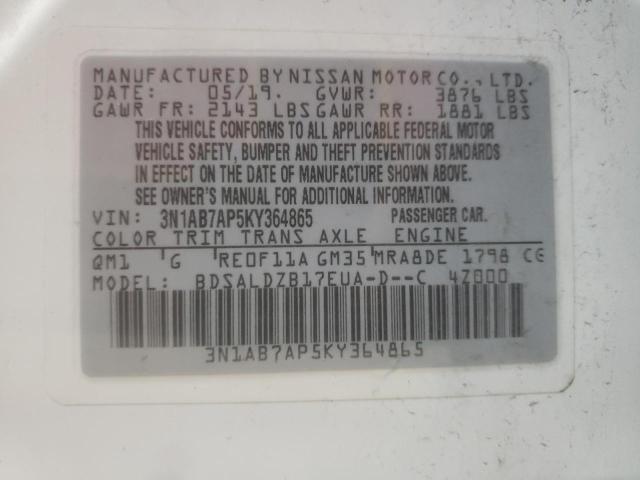 MANUFACTURED BY NISSAN MOTOR CO., LTD.
DATE: 05/19. GVWR: 3876 LBS
GAWR FR: 2143 LBS GAWR RR: 1881 LBS
THIS VEHICLE CONFORMS TO ALL APPLICABLE FEDERAL MOTOR
VEHICLE SAFETY, BUMPER AND THEFT PREVENTION STANDARDS
IN EFFECT ON THE DATE OF MANUFACTURE SHOWN ABOVE.
SEE OWNER'S MANUAL FOR ADDITIONAL INFORMATION.
VIN: 3N1AB7AP5KY364865 PASSENGER CAR.
COLOR TRIM TRANS AXLE ENGINE
QM1 'G RE0F11A GM35 MRA8DE 1798 CC
MODEL: BDSALDZB17EUA-D--C 4Z000
3N1AB7AP5KY364865